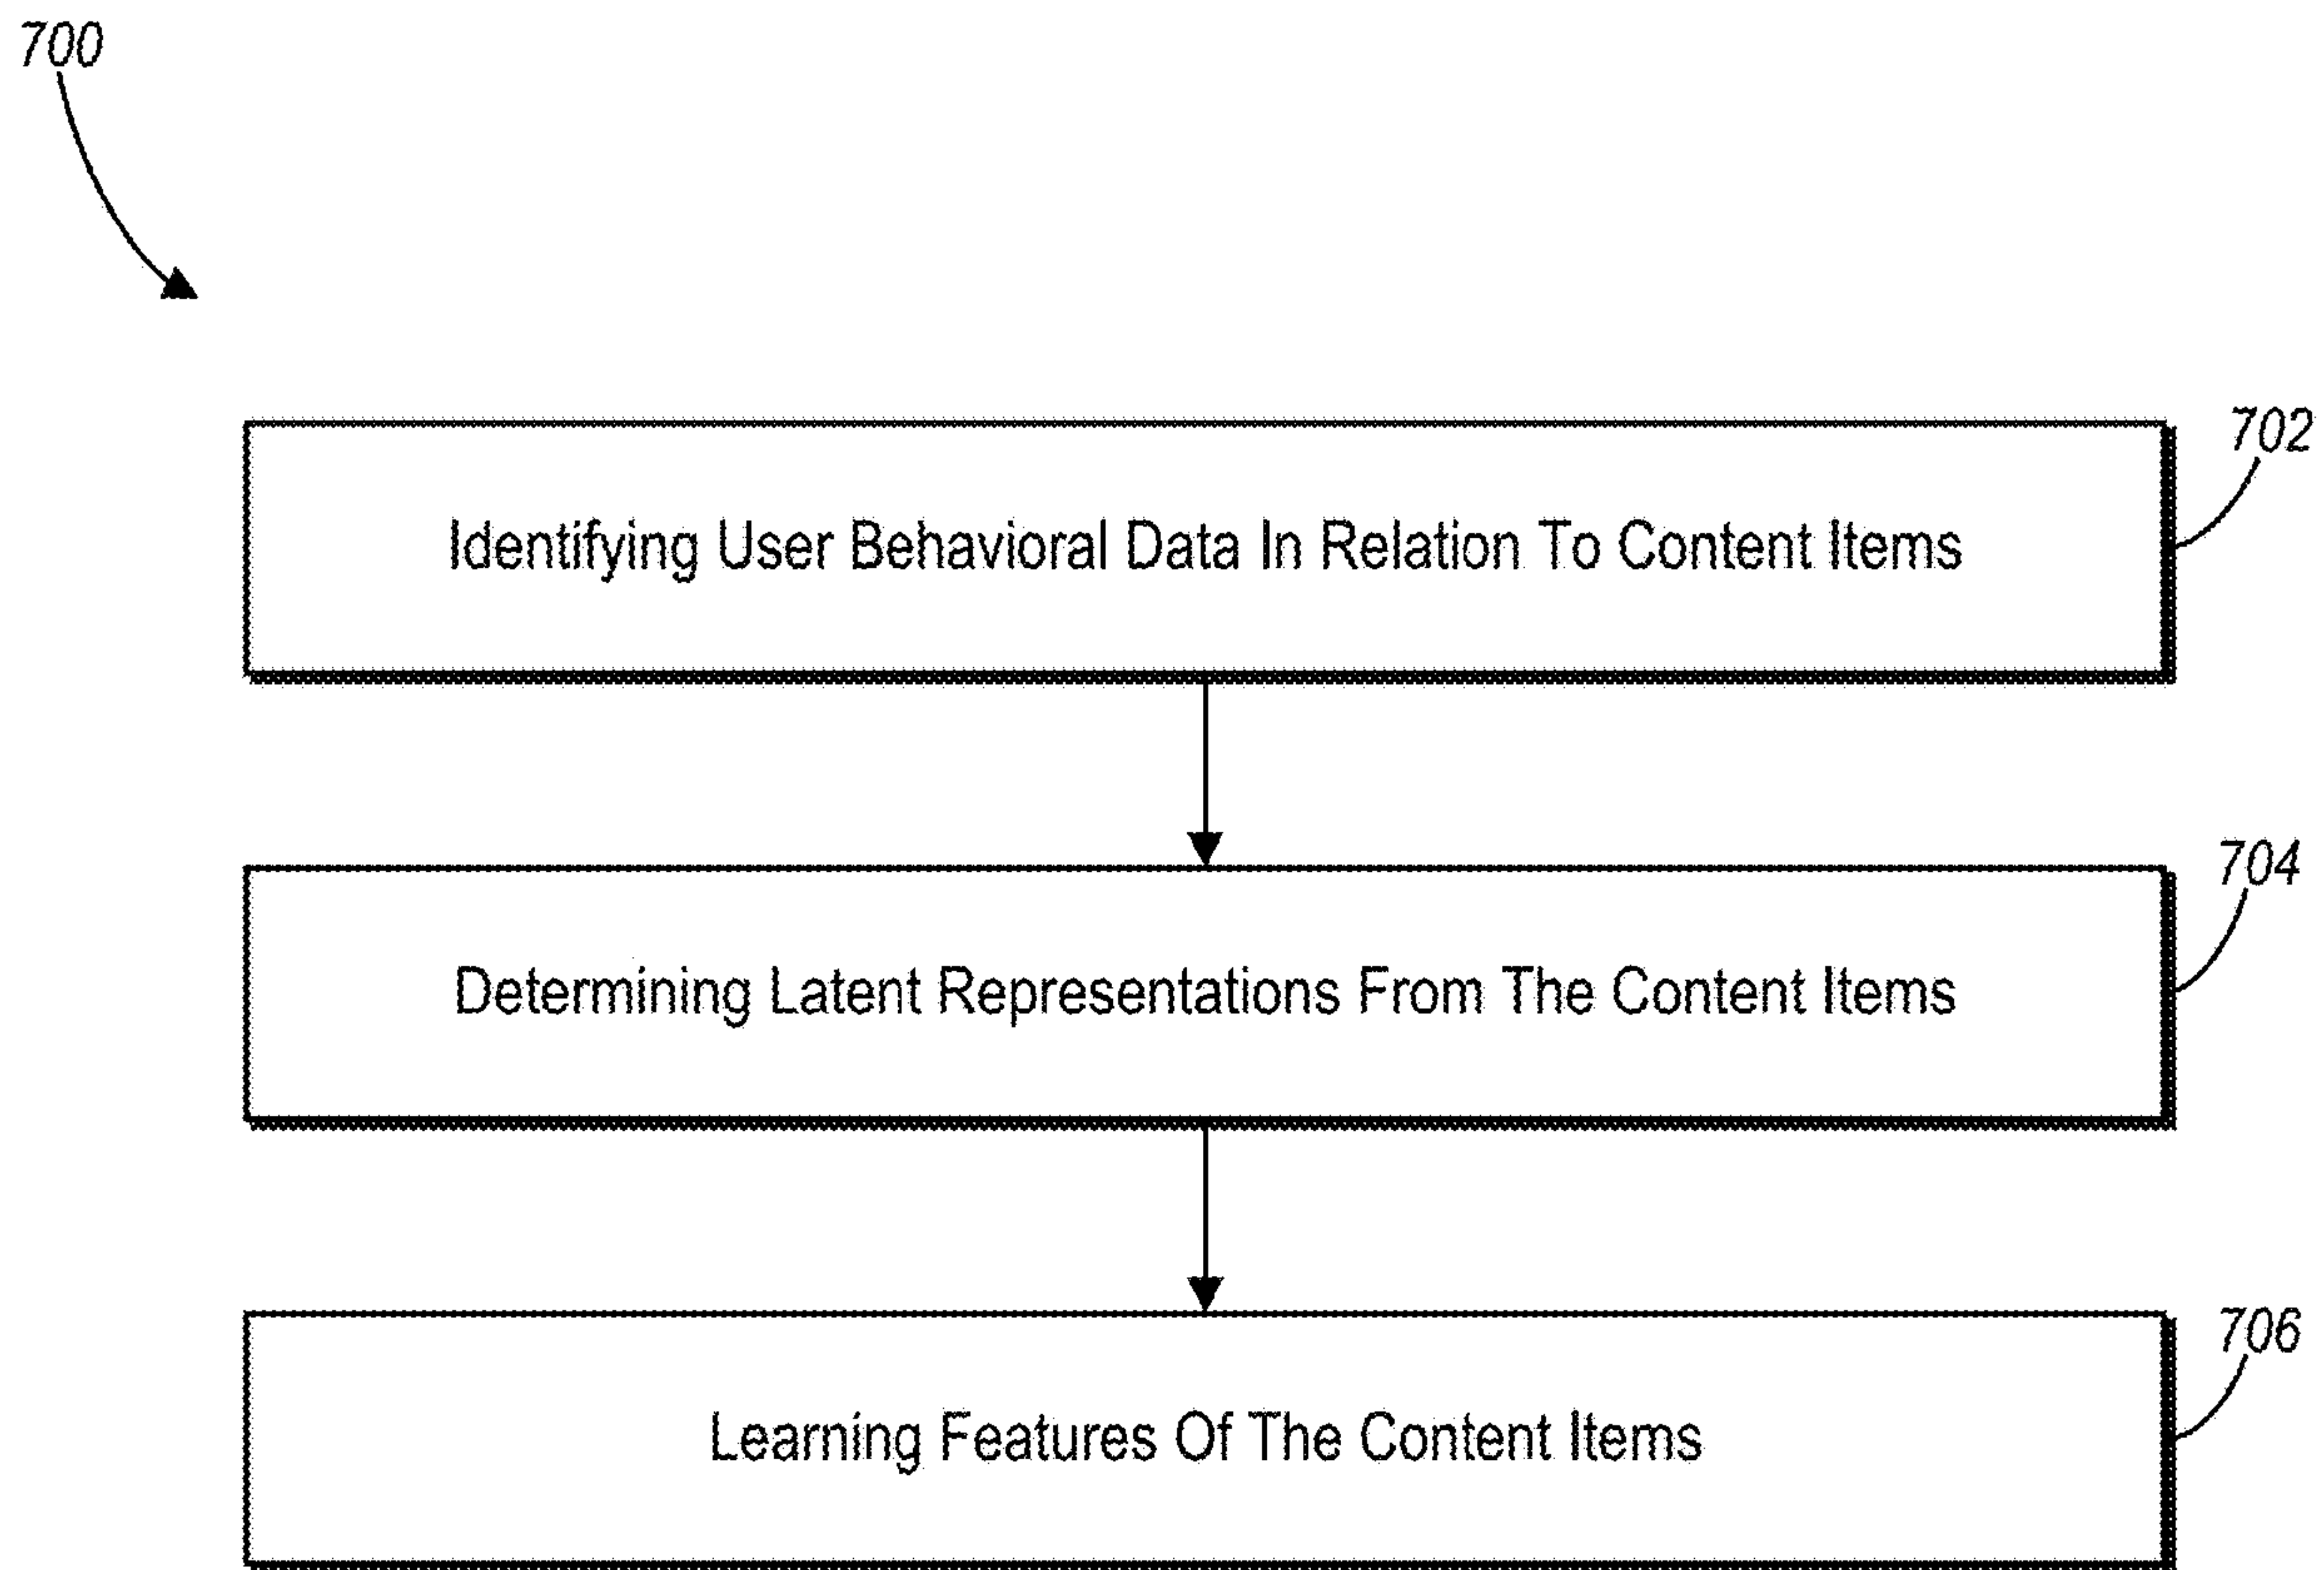 700
702
Identifying User Behavioral Data In Relation To Content Items
704
Determining Latent Representations From The Content Items
706
Learning Features Of The Content Items